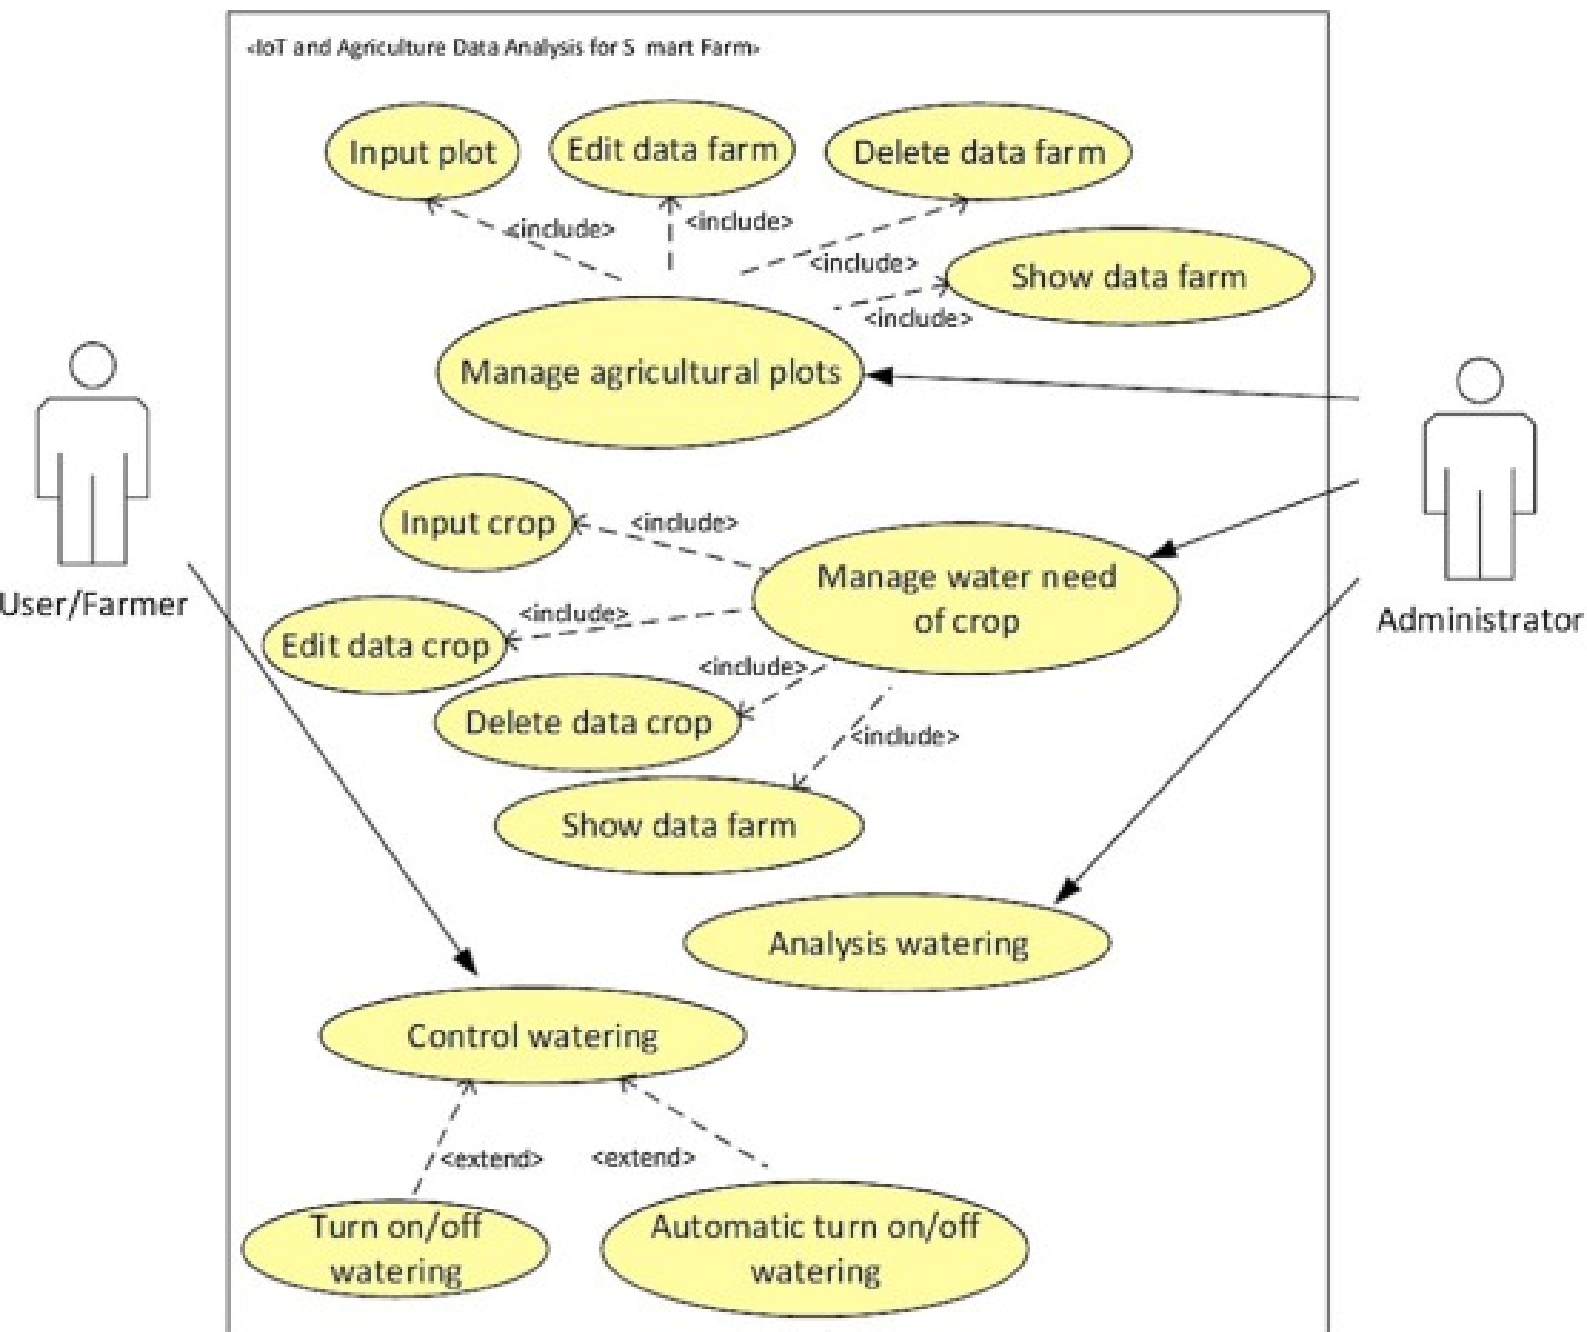 <IoT and Agriculture Data Analysis for S mart Farm>
Input plot
Edit data farm
Delete data farm
<include>
<include>
<include>
Show data farm
<include>
Manage agricultural plots
Input crop
<include>
Manage water need
of crop
User/Farmer
<include>
Administrator
Edit data crop
<include>
Delete data crop
<include>
Show data farm
Analysis watering
Control watering
<extend>
<extend>
Turn on/off
watering
Automatic turn on/off
watering